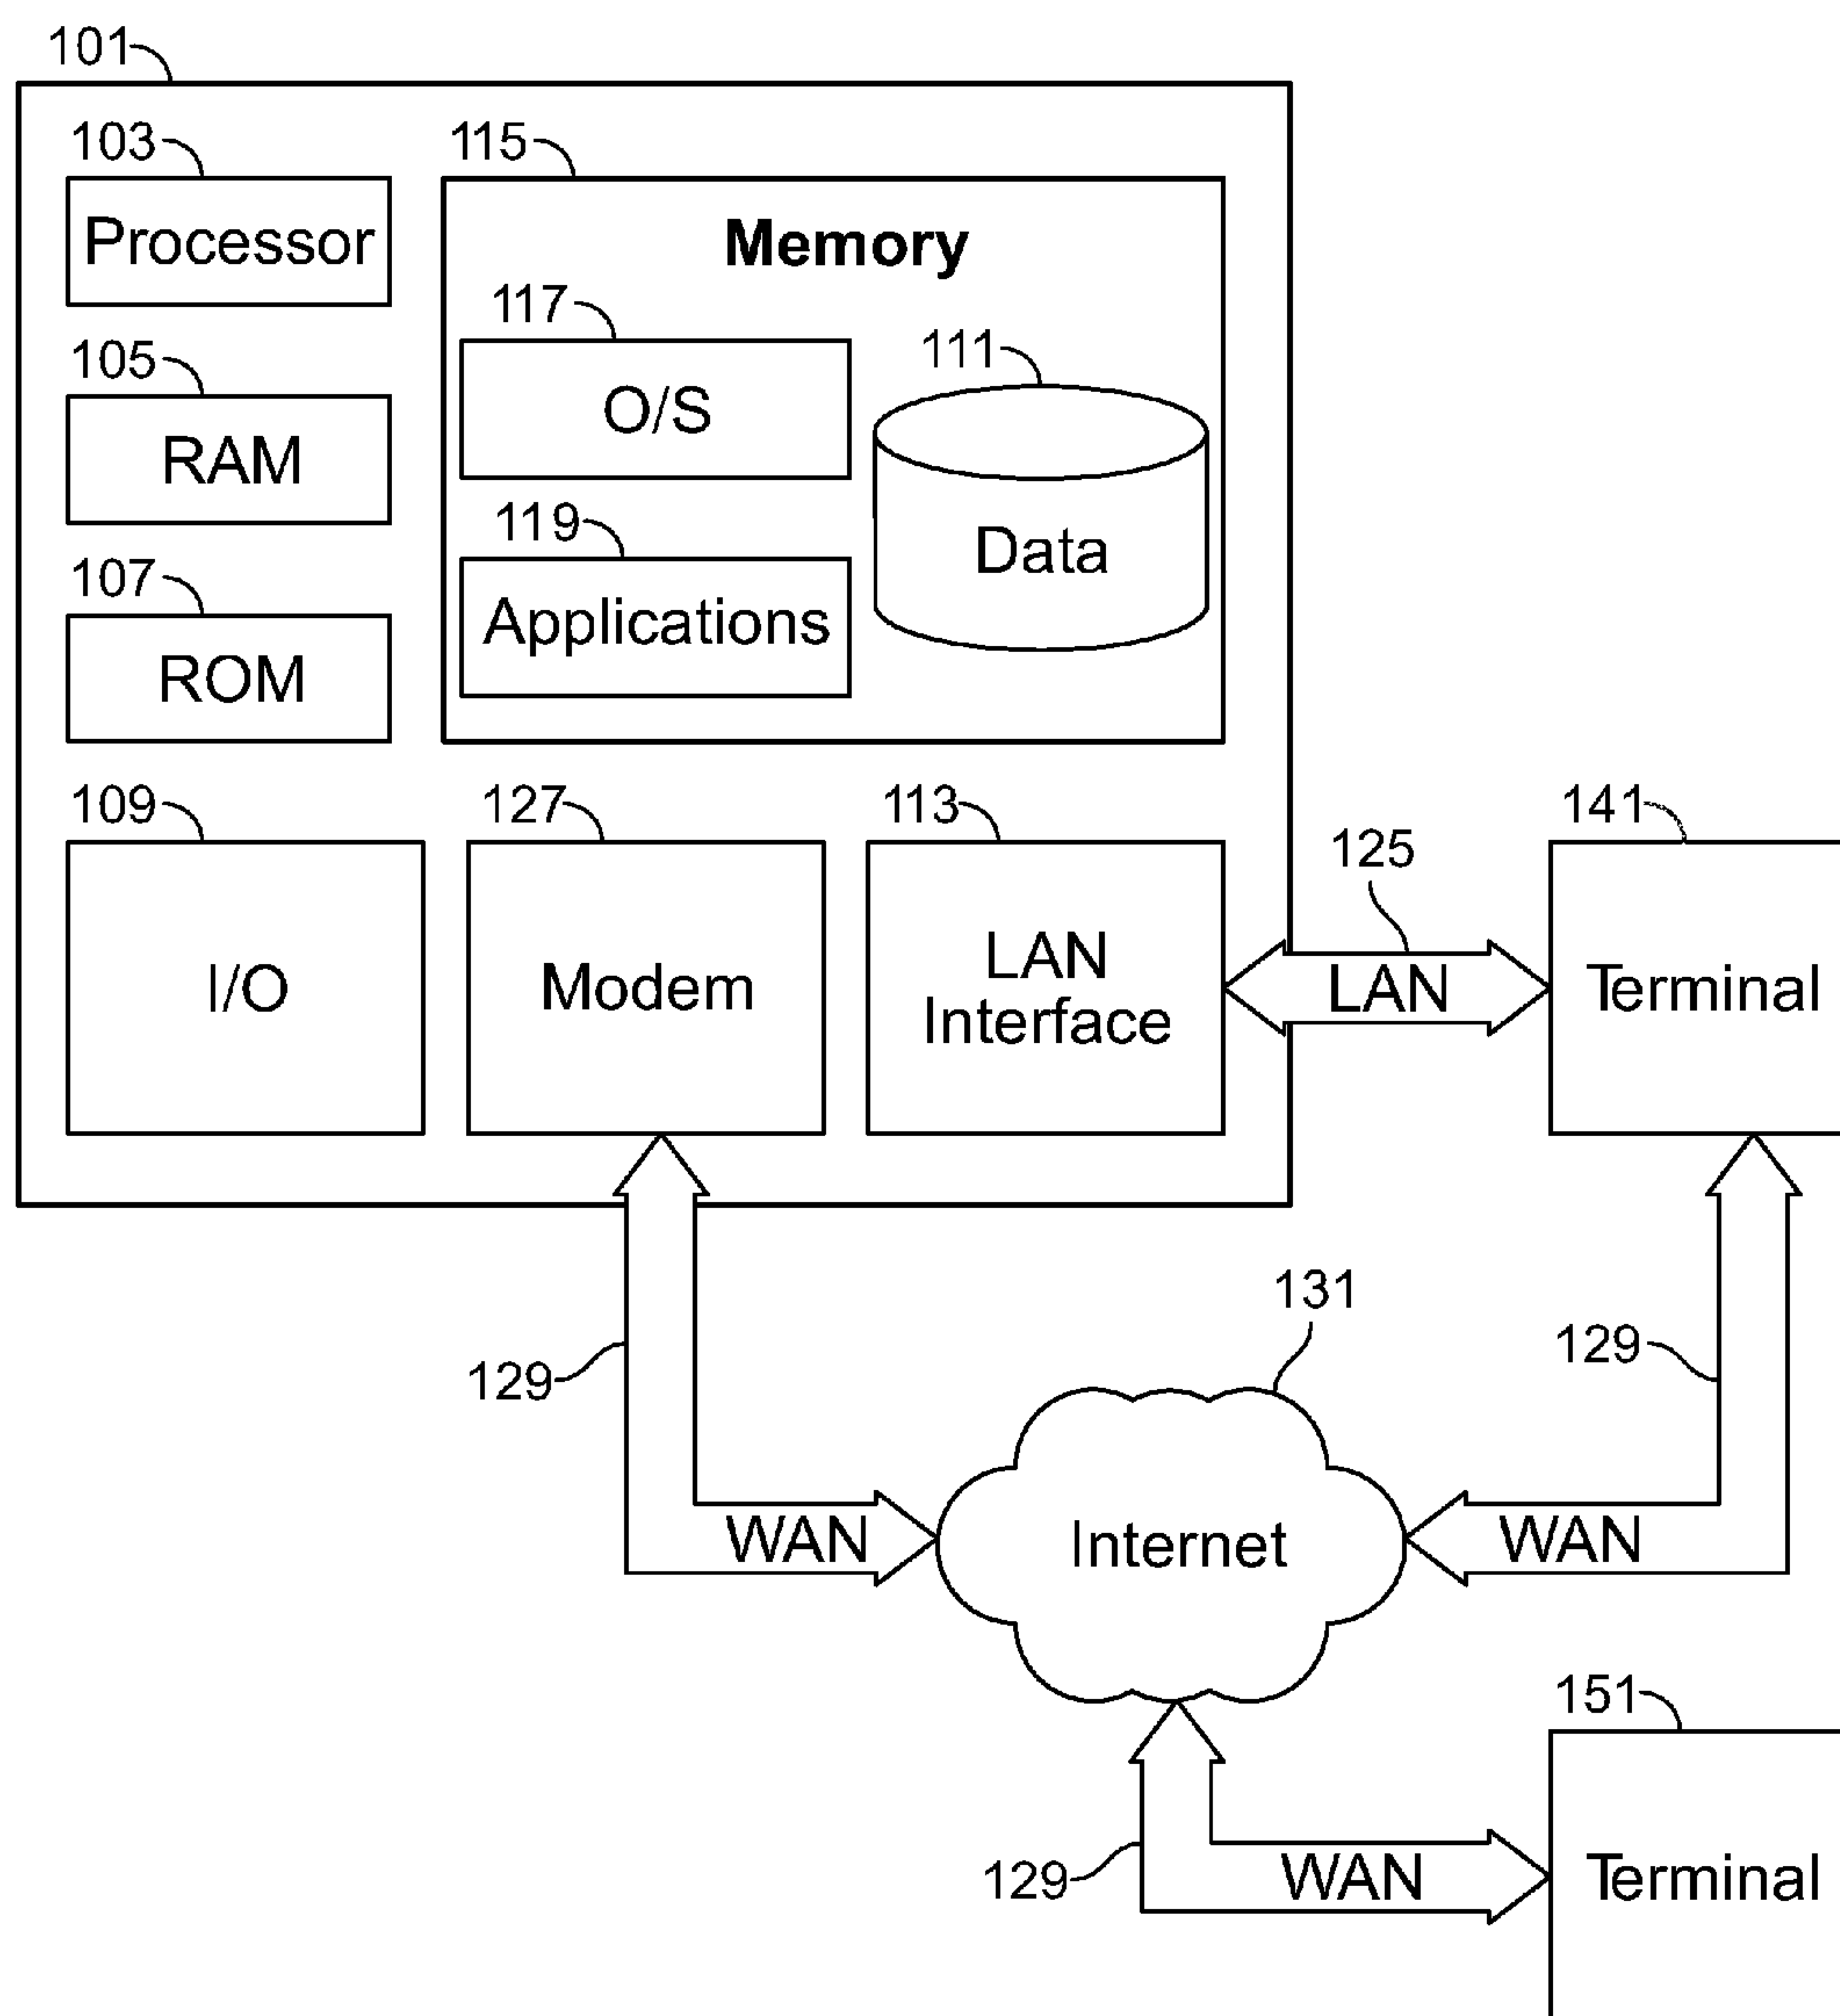 101
103
Processor
115
Memory
117
O/S
111
Data
105
RAM
119
Applications
107
ROM
109
I/O
127
Modem
113
LAN
Interface
125
LAN
141
Terminal
129
WAN
131
Internet
129
WAN
129
WAN
151
Terminal